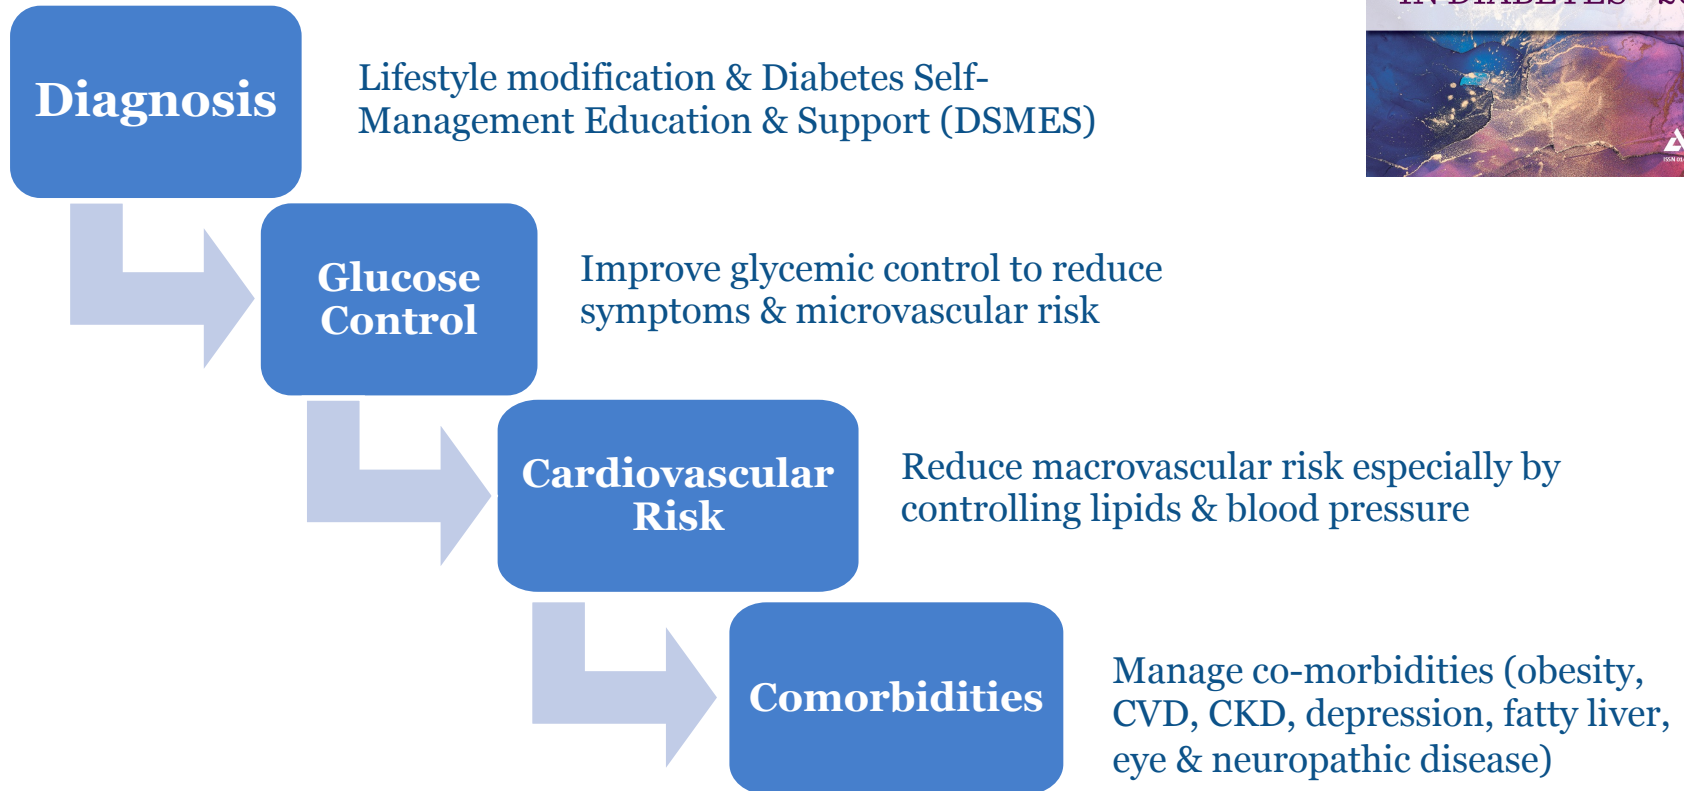 IN DIABETES
Diagnosis
Lifestyle modification & Diabetes Self-
Management Education & Support (DSMES)
Glucose
Control
Improve glycemic control to reduce
symptoms & microvascular risk
Cardiovascular
Risk
Reduce macrovascular risk especially by
controlling lipids & blood pressure
Comorbidities
Manage co-morbidities (obesity,
CVD, CKD, depression, fatty liver,
eye & neuropathic disease)